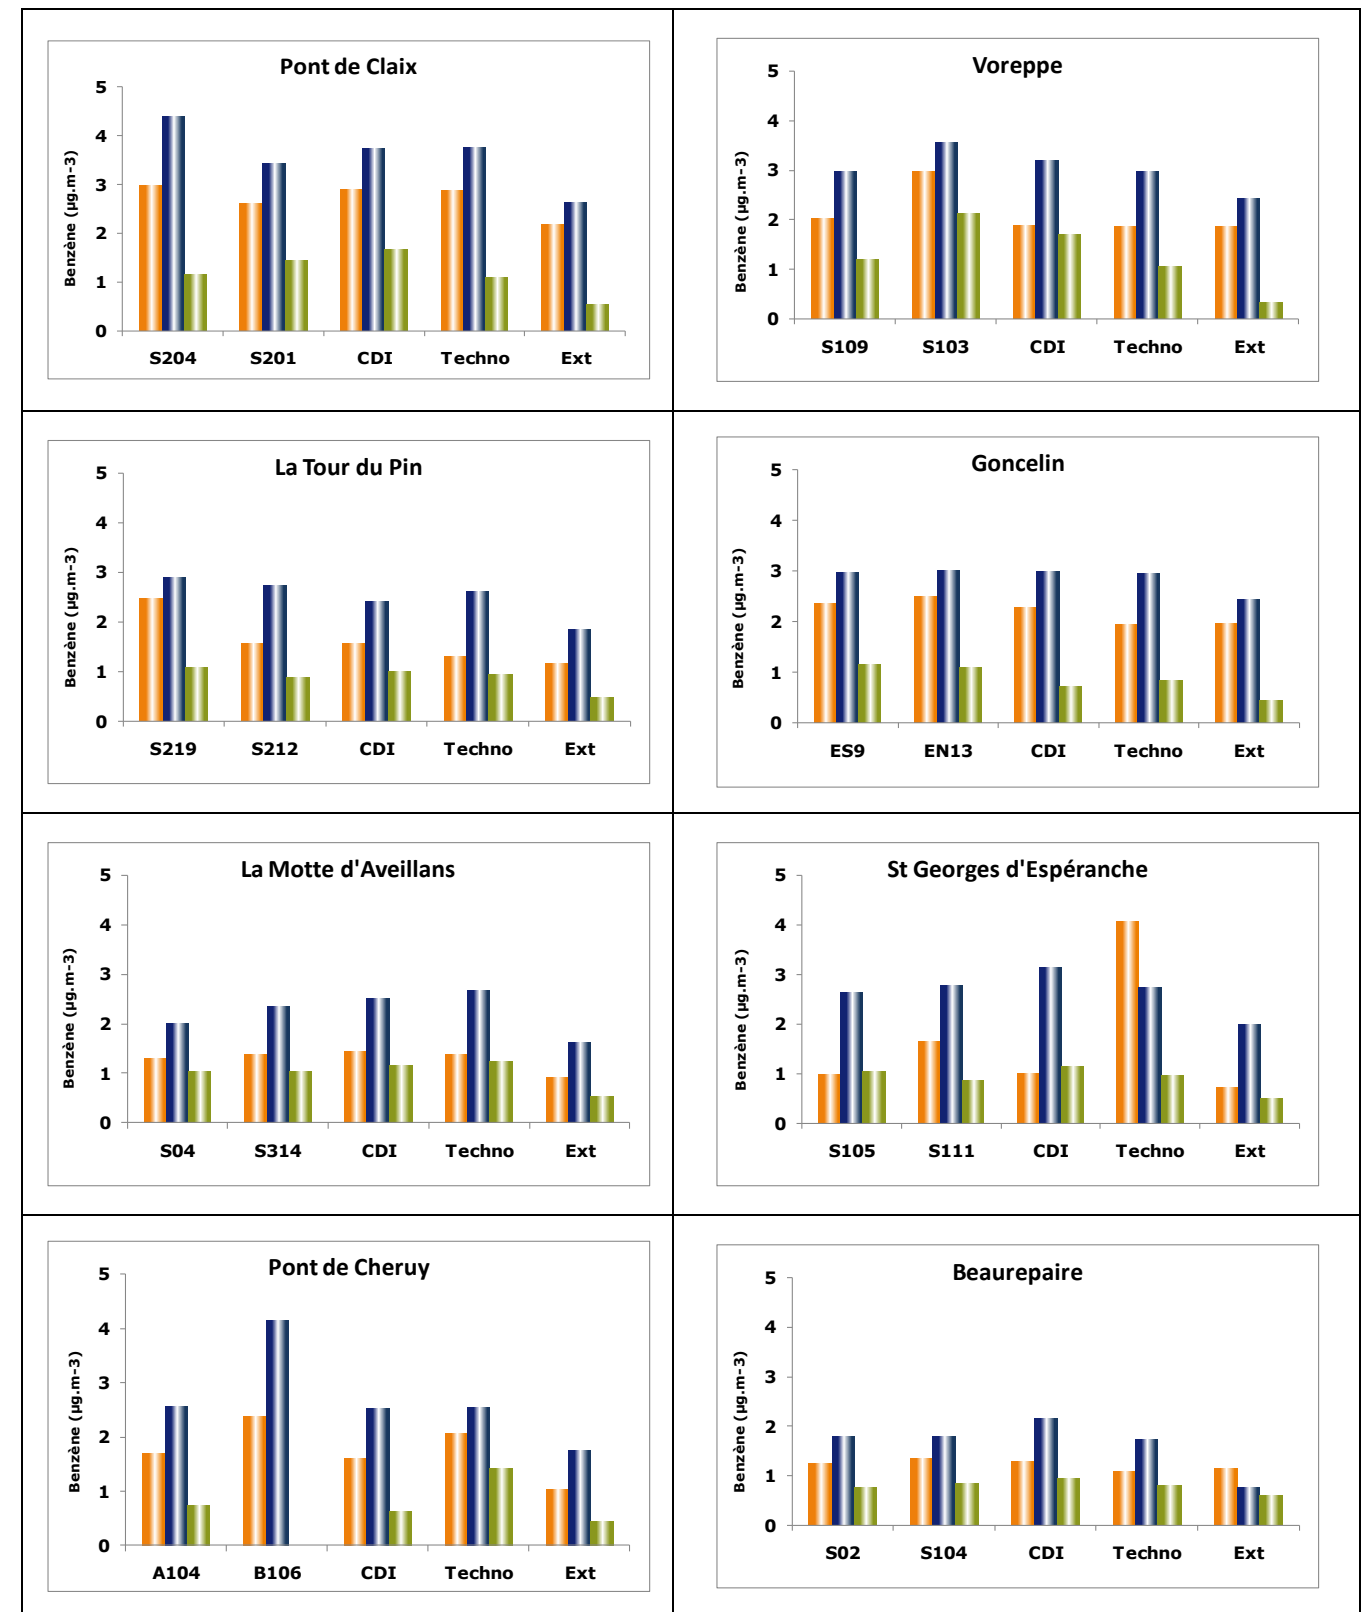 Pont de Claix
5
4
3
2
1
0
Benzène (µg.m-3)
S204 S201 CDI Techno Ext
Voreppe
5
4
3
2
1
0
Benzène (µg.m-3)
S109 S103 CDI Techno Ext
La Tour du Pin
5
4
3
2
1
0
Benzène (µg.m-3)
S219 S212 CDI Techno Ext
Goncelin
5
4
3
2
1
0
Benzène (µg.m-3)
ES9 EN13 CDI Techno Ext
La Motte d'Aveillans
5
4
3
2
1
0
Benzène (µg.m-3)
S04 S314 CDI Techno Ext
St Georges d'Espéranche
5
4
3
2
1
0
Benzène (µg.m-3)
S105 S111 CDI Techno Ext
Pont de Cheruy
5
4
3
2
1
0
Benzène (µg.m-3)
A104 B106 CDI Techno Ext
Beaurepaire
5
4
3
2
1
0
Benzène (µg.m-3)
S02 S104 CDI Techno Ext